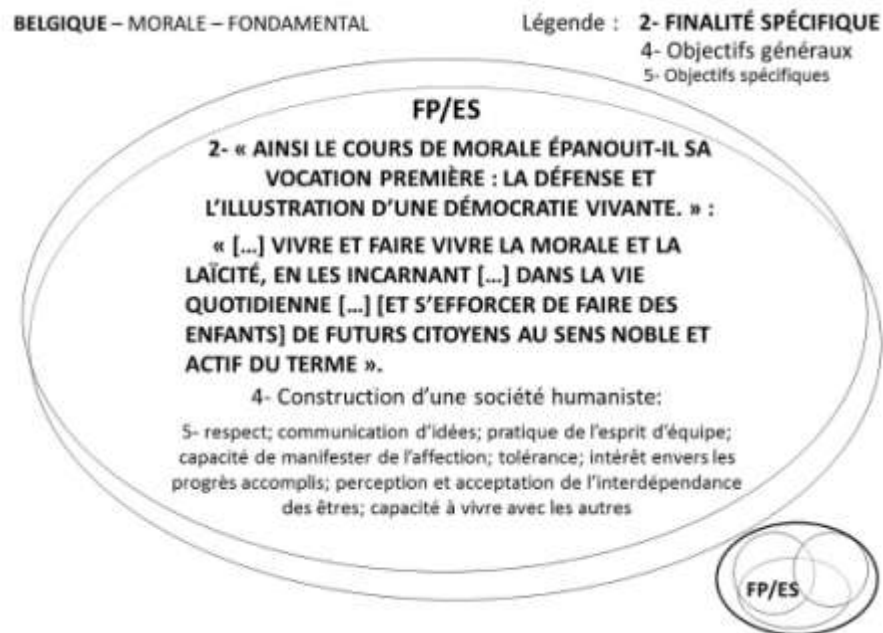 BELGIQUE – MORALE – FONDAMENTAL
Légende : 2- FINALITÉ SPÉCIFIQUE
4- Objectifs généraux
5- Objectifs spécifiques
FP/ES
2- « AINSI LE COURS DE MORALE ÉPANOUIT-IL SA
VOCATION PREMIÈRE : LA DÉFENSE ET
L’ILLUSTRATION D’UNE DÉMOCRATIE VIVANTE. » :
« […] VIVRE ET FAIRE VIVRE LA MORALE ET LA
LAÏCITÉ, EN LES INCARNANT […] DANS LA VIE
QUOTIDIENNE […] [ET S’EFFORCER DE FAIRE DES
ENFANTS] DE FUTURS CITOYENS AU SENS NOBLE ET
ACTIF DU TERME ».
4- Construction d’une société humaniste:
5- respect; communication d’idées; pratique de l’esprit d’équipe;
capacité de manifester de l’affection; tolérance; intérêt envers les
progrès accomplis; perception et acceptation de l’interdépendance
des êtres; capacité à vivre avec les autres
FP/ES